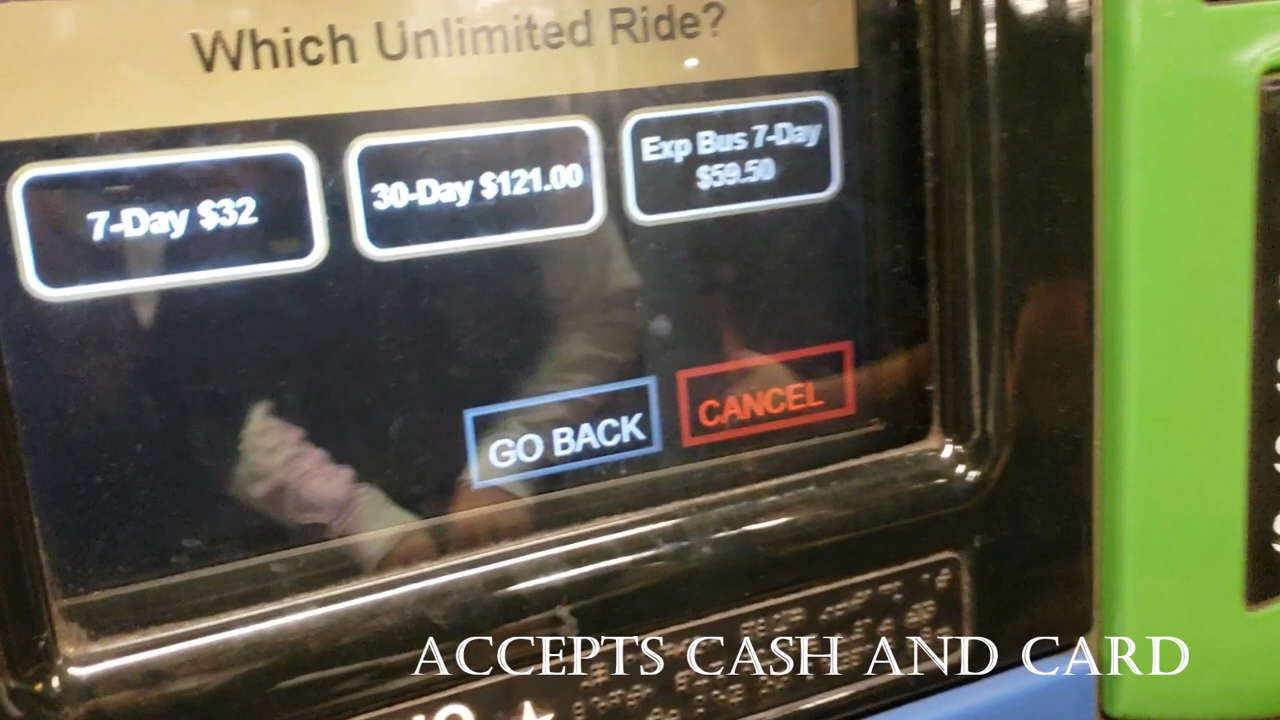 Which Unlimited Ride?
7-Day $32
30-Day $121.00
Exp Bus 7-Day
$59.50
GO BACK
CANCEL
ACCEPTS CASH AND CARD